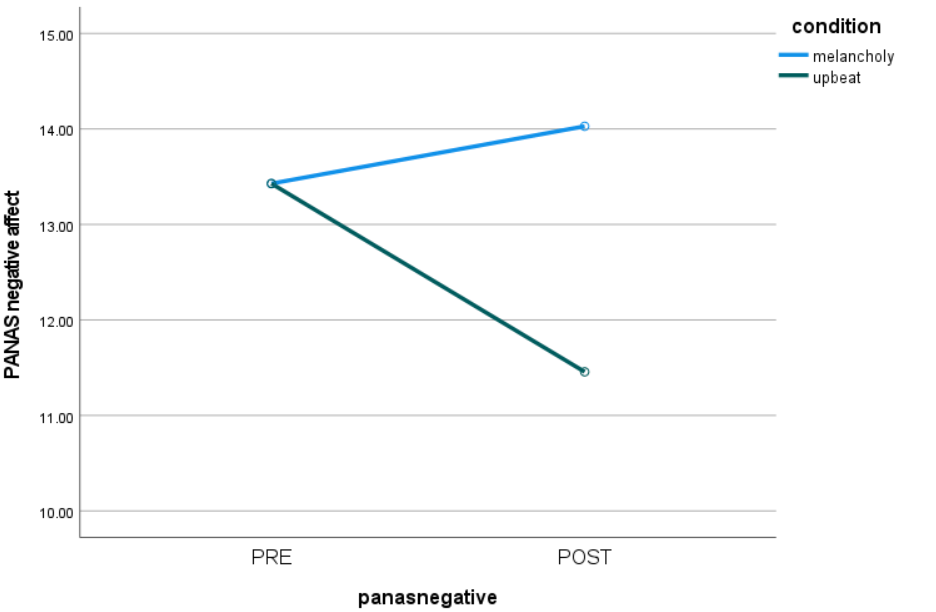 condition
melancholy
upbeat
15.00
14.00
13.00
12.00
11.00
10.00
PANAS negative affect
PRE POST
panasnegative